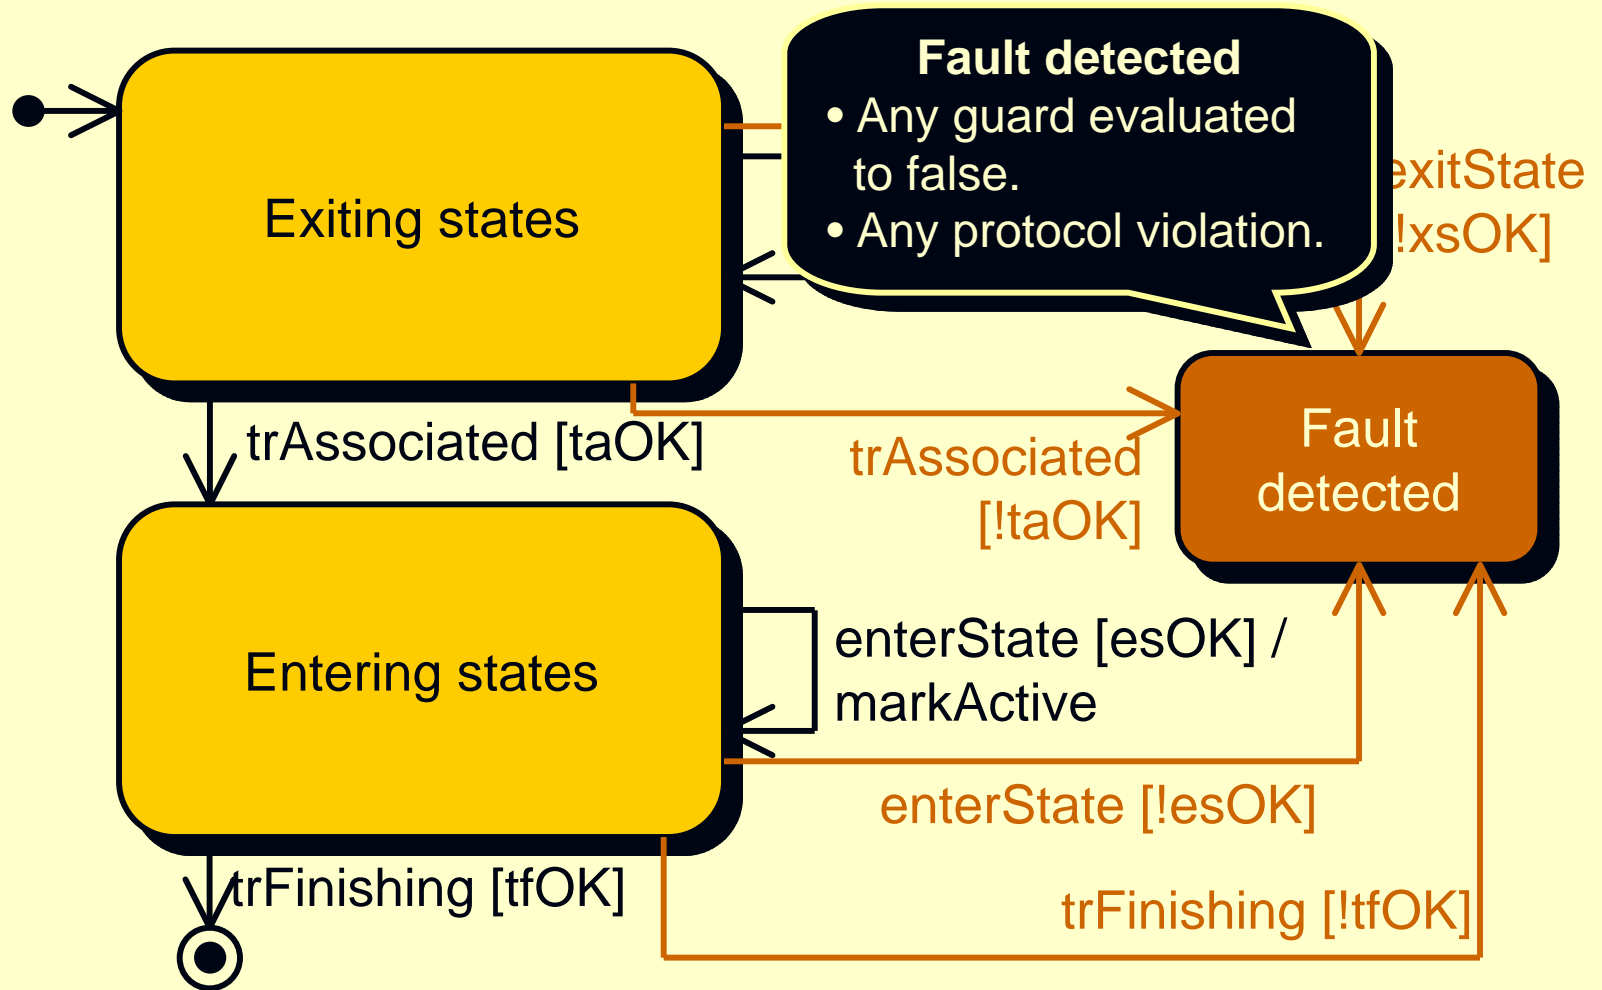 Fault detected
• Any guard evaluated
to false.
• Any protocol violation.
exitState
!xsOK]
Exiting states
trAssociated [taOK]
trAssociated
[!taOK]
Fault
detected
Entering states
enterState [esOK] /
markActive
enterState [!esOK]
trFinishing [tfOK]
trFinishing [!tfOK]